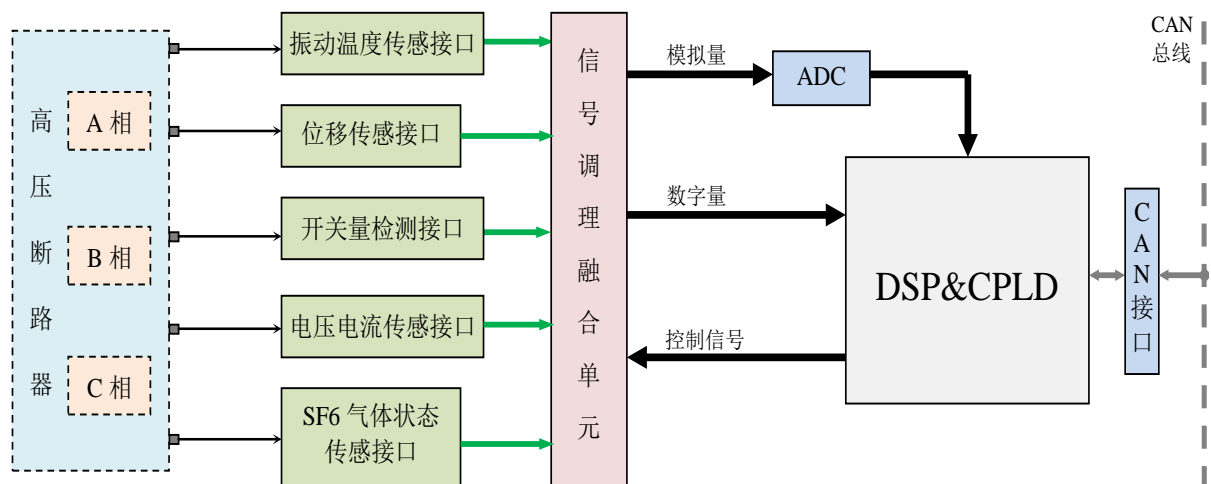 高压断路器
A 相
B 相
C 相
振动温度传感接口
位移传感接口
开关量检测接口
电压电流传感接口
SF6 气体状态
传感接口
信号调理融合单元
模拟量
ADC
数字量
控制信号
DSP&CPLD
CAN接口
CAN
总线